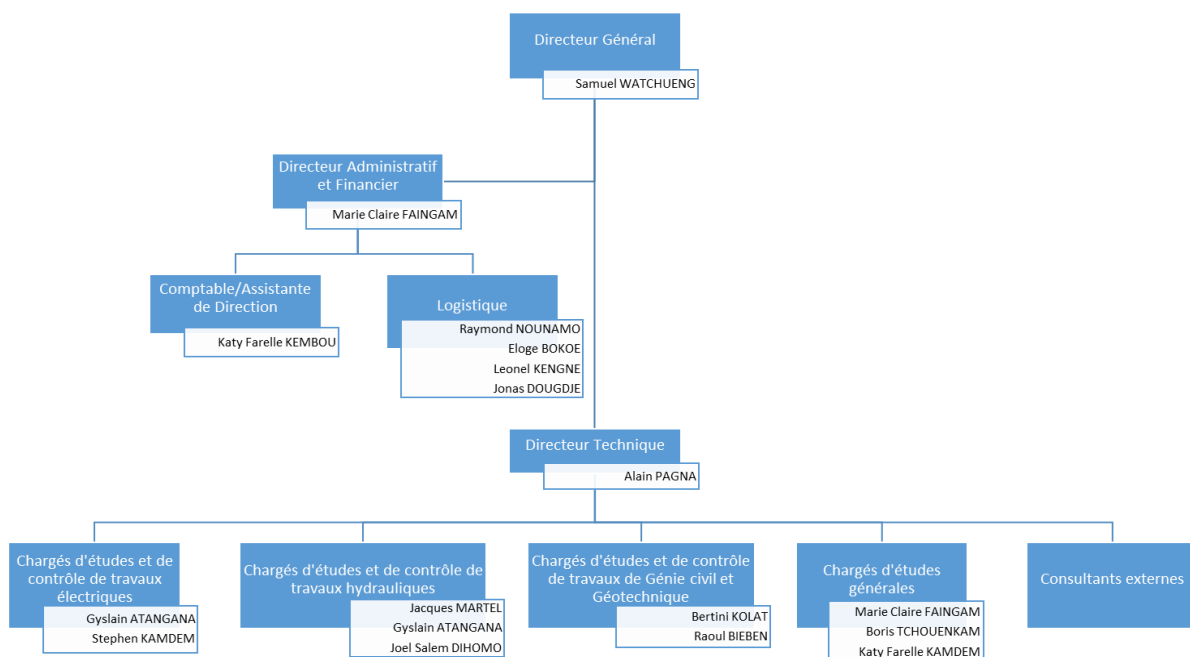 Directeur Général
Samuel WATCHUENG
Directeur Administratif
et Financier
Marie Claire FAINGAM
Comptable/Assistante
de Direction
Katy Farelle KEMBOU
Logistique
Raymond NOUNAMO
Eloge BOKOE
Leonel KENGNE
Jonas DOUGDJE
Directeur Technique
Alain PAGNA
Chargés d'études et de
contrôle de travaux
électriques
Gyslain ATANGANA
Stephen KAMDEM
Chargés d'études et de contrôle de
travaux hydrauliques
Jacques MARTEL
Gyslain ATANGANA
Joel Salem DIHOMO
Chargés d'études et de contrôle
de travaux de Génie civil et
Géotechnique
Bertini KOLAT
Raoul BIEBEN
Chargés d'études
générales
Marie Claire FAINGAM
Boris TCHOUENKAM
Katy Farelle KAMDEM
Consultants externes